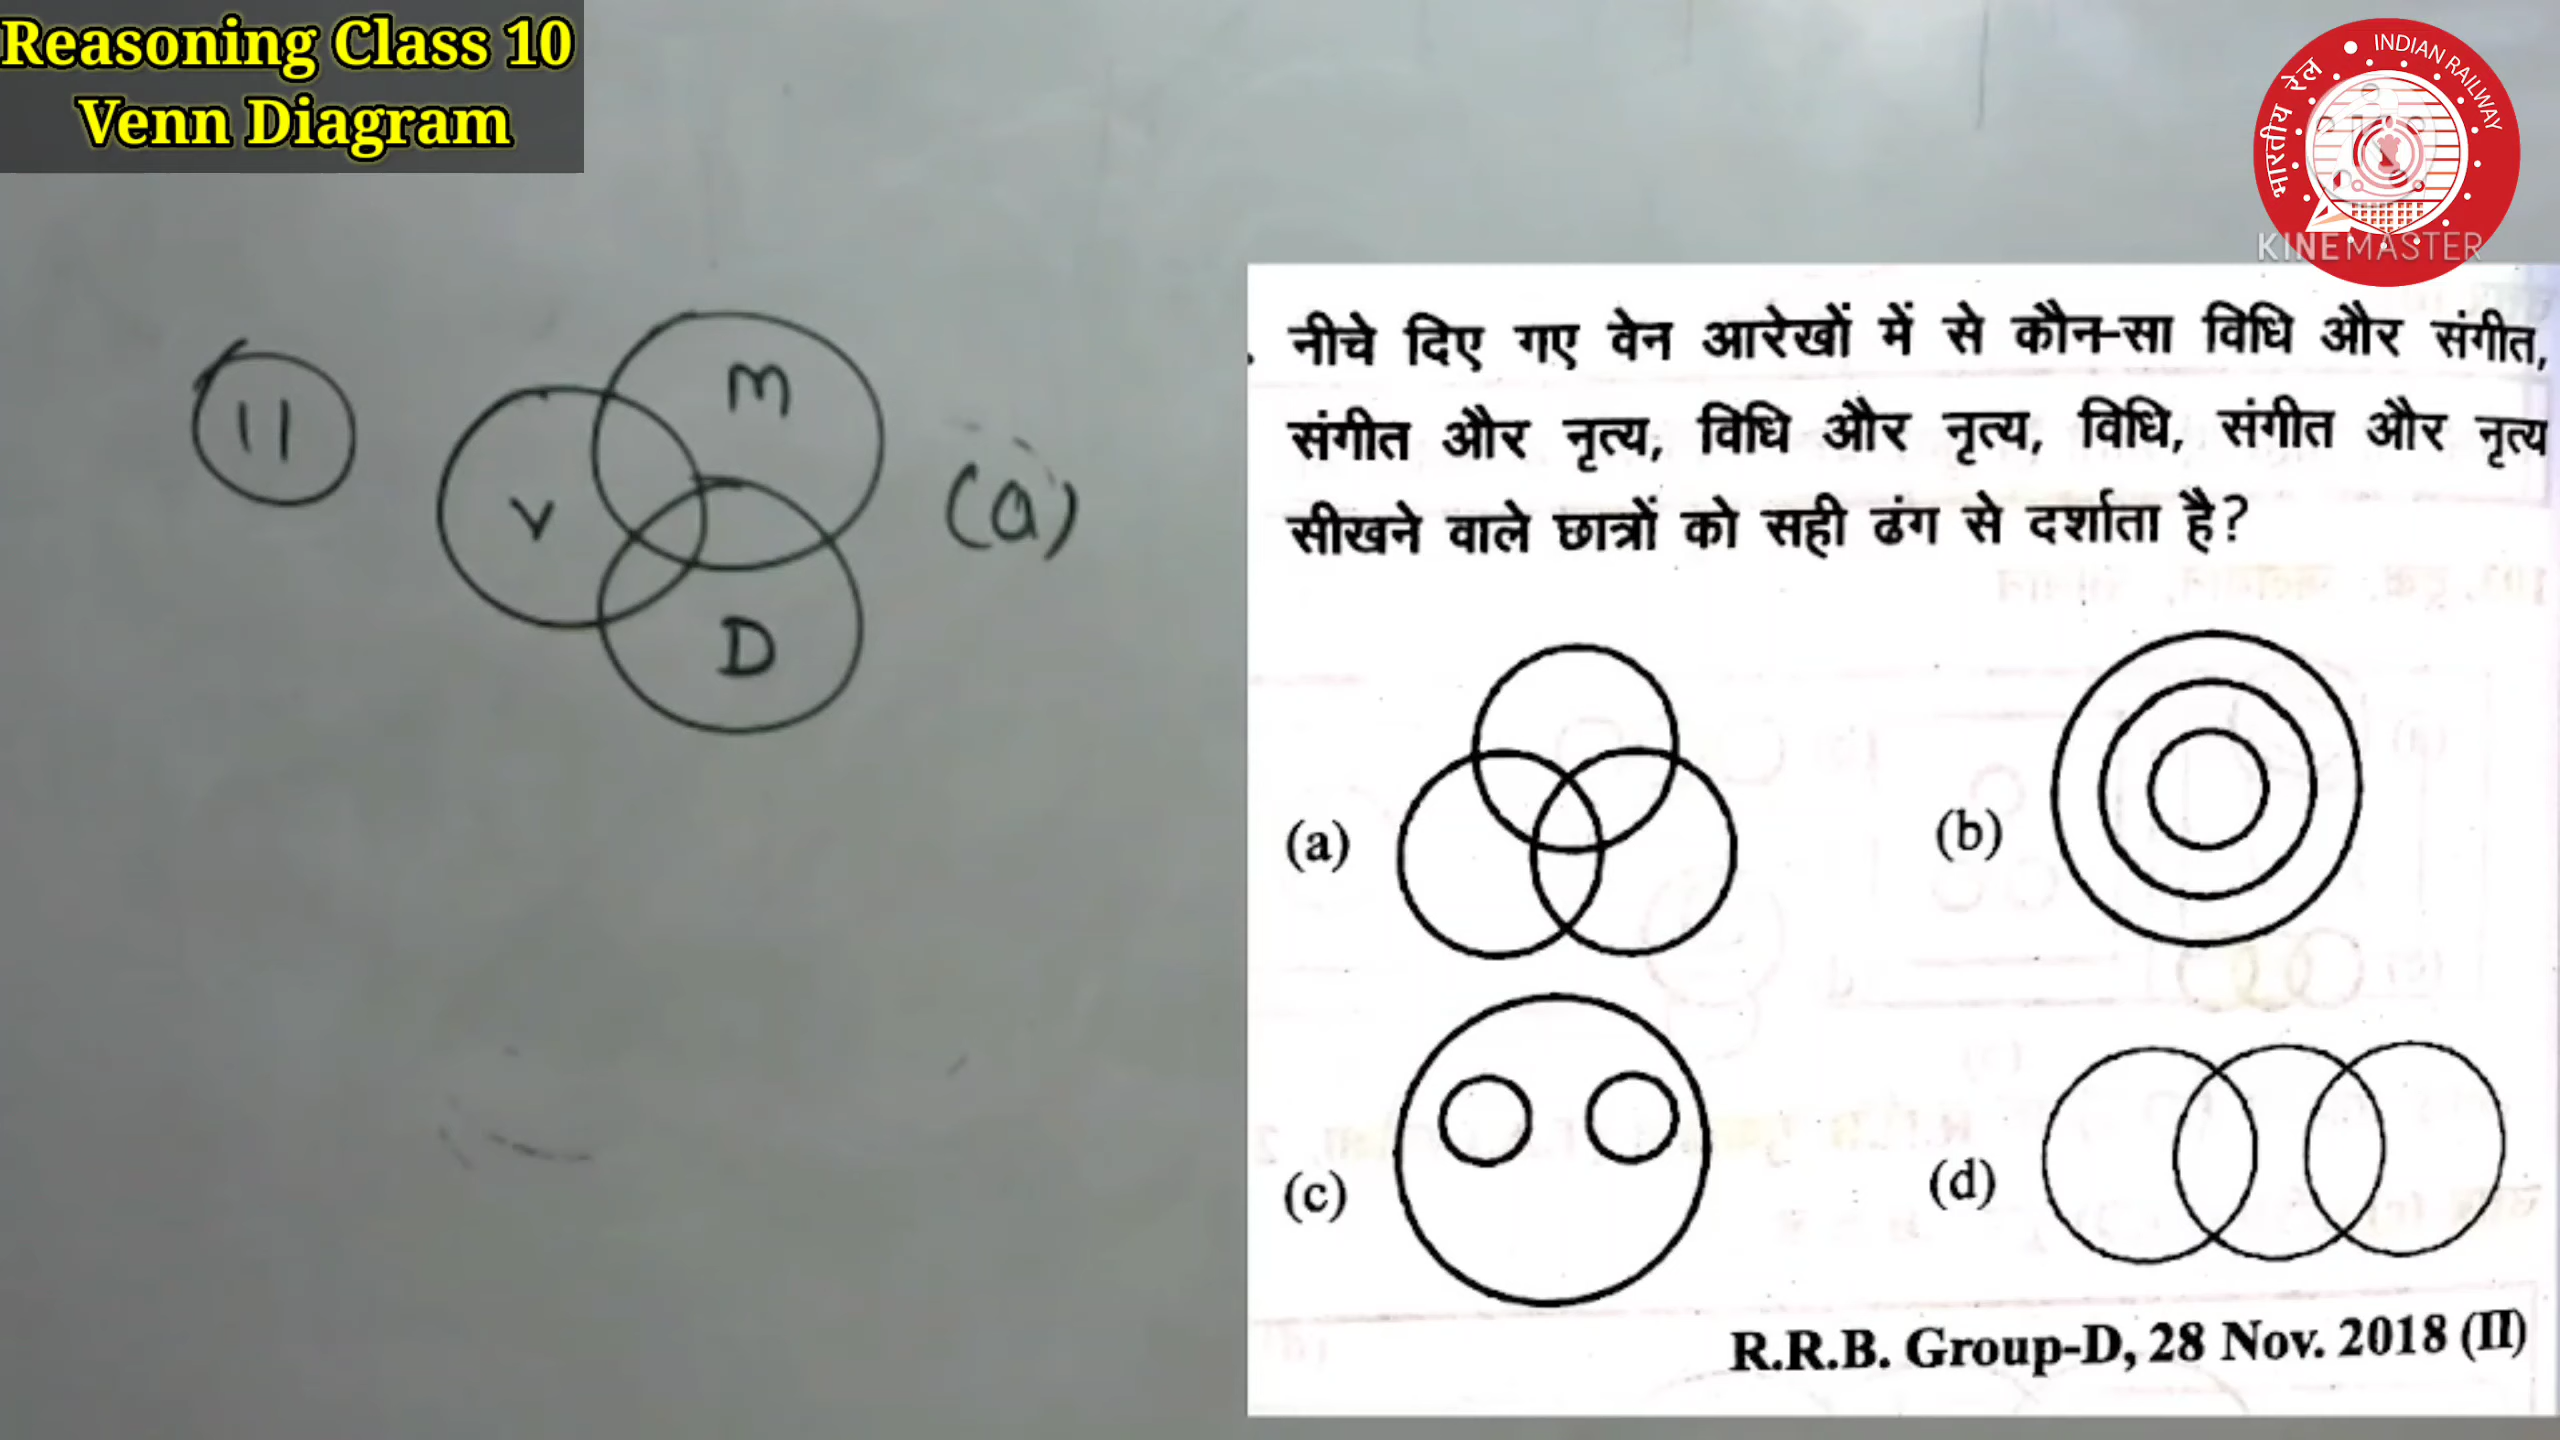 Reasoning Class 10
Venn Diagram
भारतीय रेल
INDIAN RAILWAY
KINEMASTER
11
M
V
D
(a)
नीचे दिए गए वेन आरेखों में से कौन-सा विधि और संगीत,
संगीत और नृत्य, विधि और नृत्य, विधि, संगीत और नृत्य
सीखने वाले छात्रों को सही ढंग से दर्शाता है?
(a)
(b)
(c)
(d)
R.R.B. Group-D, 28 Nov. 2018 (II)